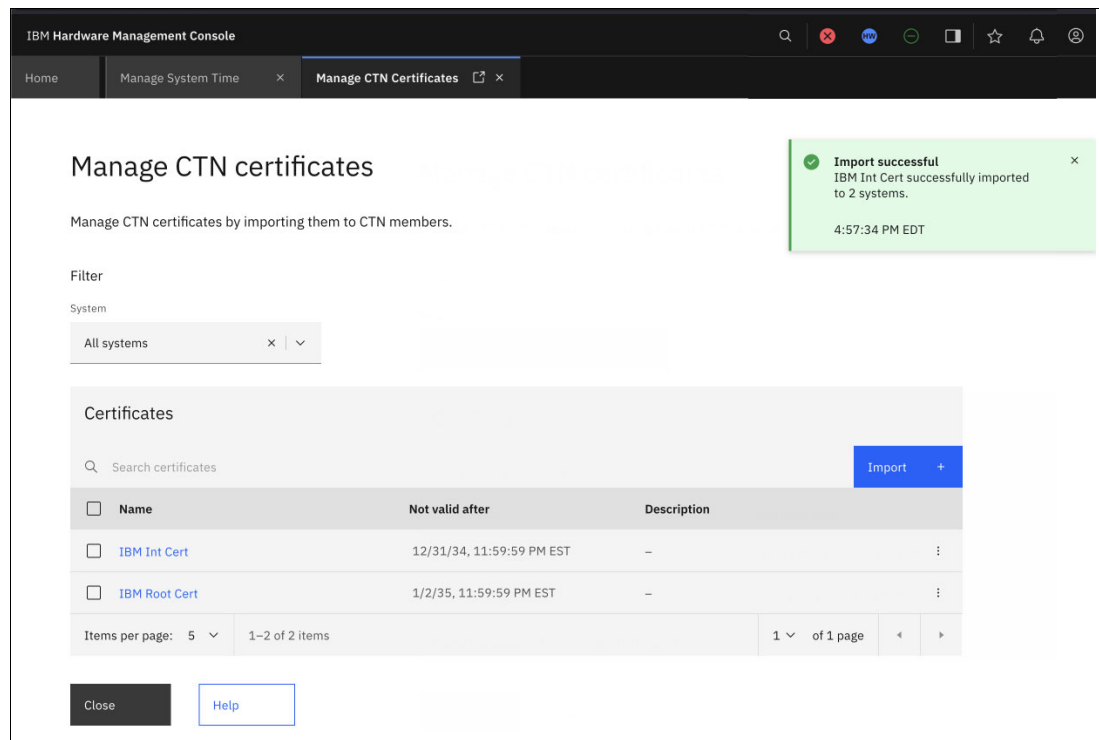 IBM Hardware Management Console
HW
Home
Manage System Time
Manage CTN Certificates
Manage CTN certificates
Import successful
IBM Int Cert successfully imported
to 2 systems.
4:57:34 PM EDT
Manage CTN certificates by importing them to CTN members.
Filter
System
All systems
Certificates
Search certificates
Import +
Name Not valid after Description
IBM Int Cert 12/31/34, 11:59:59 PM EST –
IBM Root Cert 1/2/35, 11:59:59 PM EST –
Items per page: 5 1–2 of 2 items 1 of 1 page
Close Help